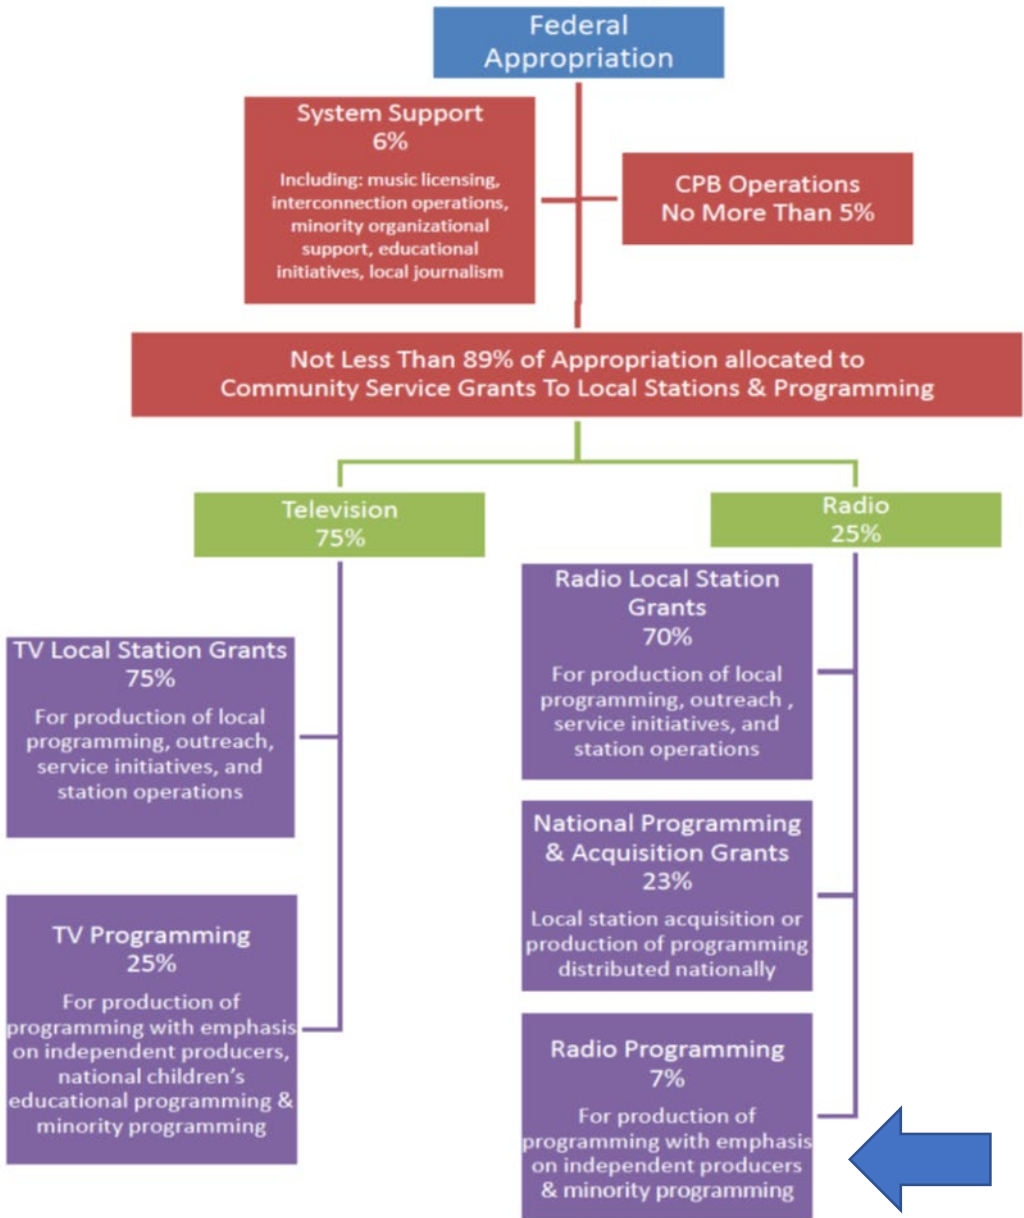 Federal
Appropriation
System Support
6%
Including: music licensing,
interconnection operations,
minority organizational
support, educational
initiatives, local journalism
CPB Operations
No More Than 5%
Not Less Than 89% of Appropriation allocated to
Community Service Grants To Local Stations & Programming
Television
75%
Radio
25%
TV Local Station Grants
75%
For production of local
programming, outreach,
service initiatives, and
station operations
TV Programming
25%
For production of
programming with emphasis
on independent producers,
national children's
educational programming &
minority programming
Radio Local Station
Grants
70%
For production of local
programming, outreach ,
service initiatives, and
station operations
National Programming
& Acquisition Grants
23%
Local station acquisition or
production of programming
distributed nationally
Radio Programming
7%
For production of
programming with emphasis
on independent producers
& minority programming